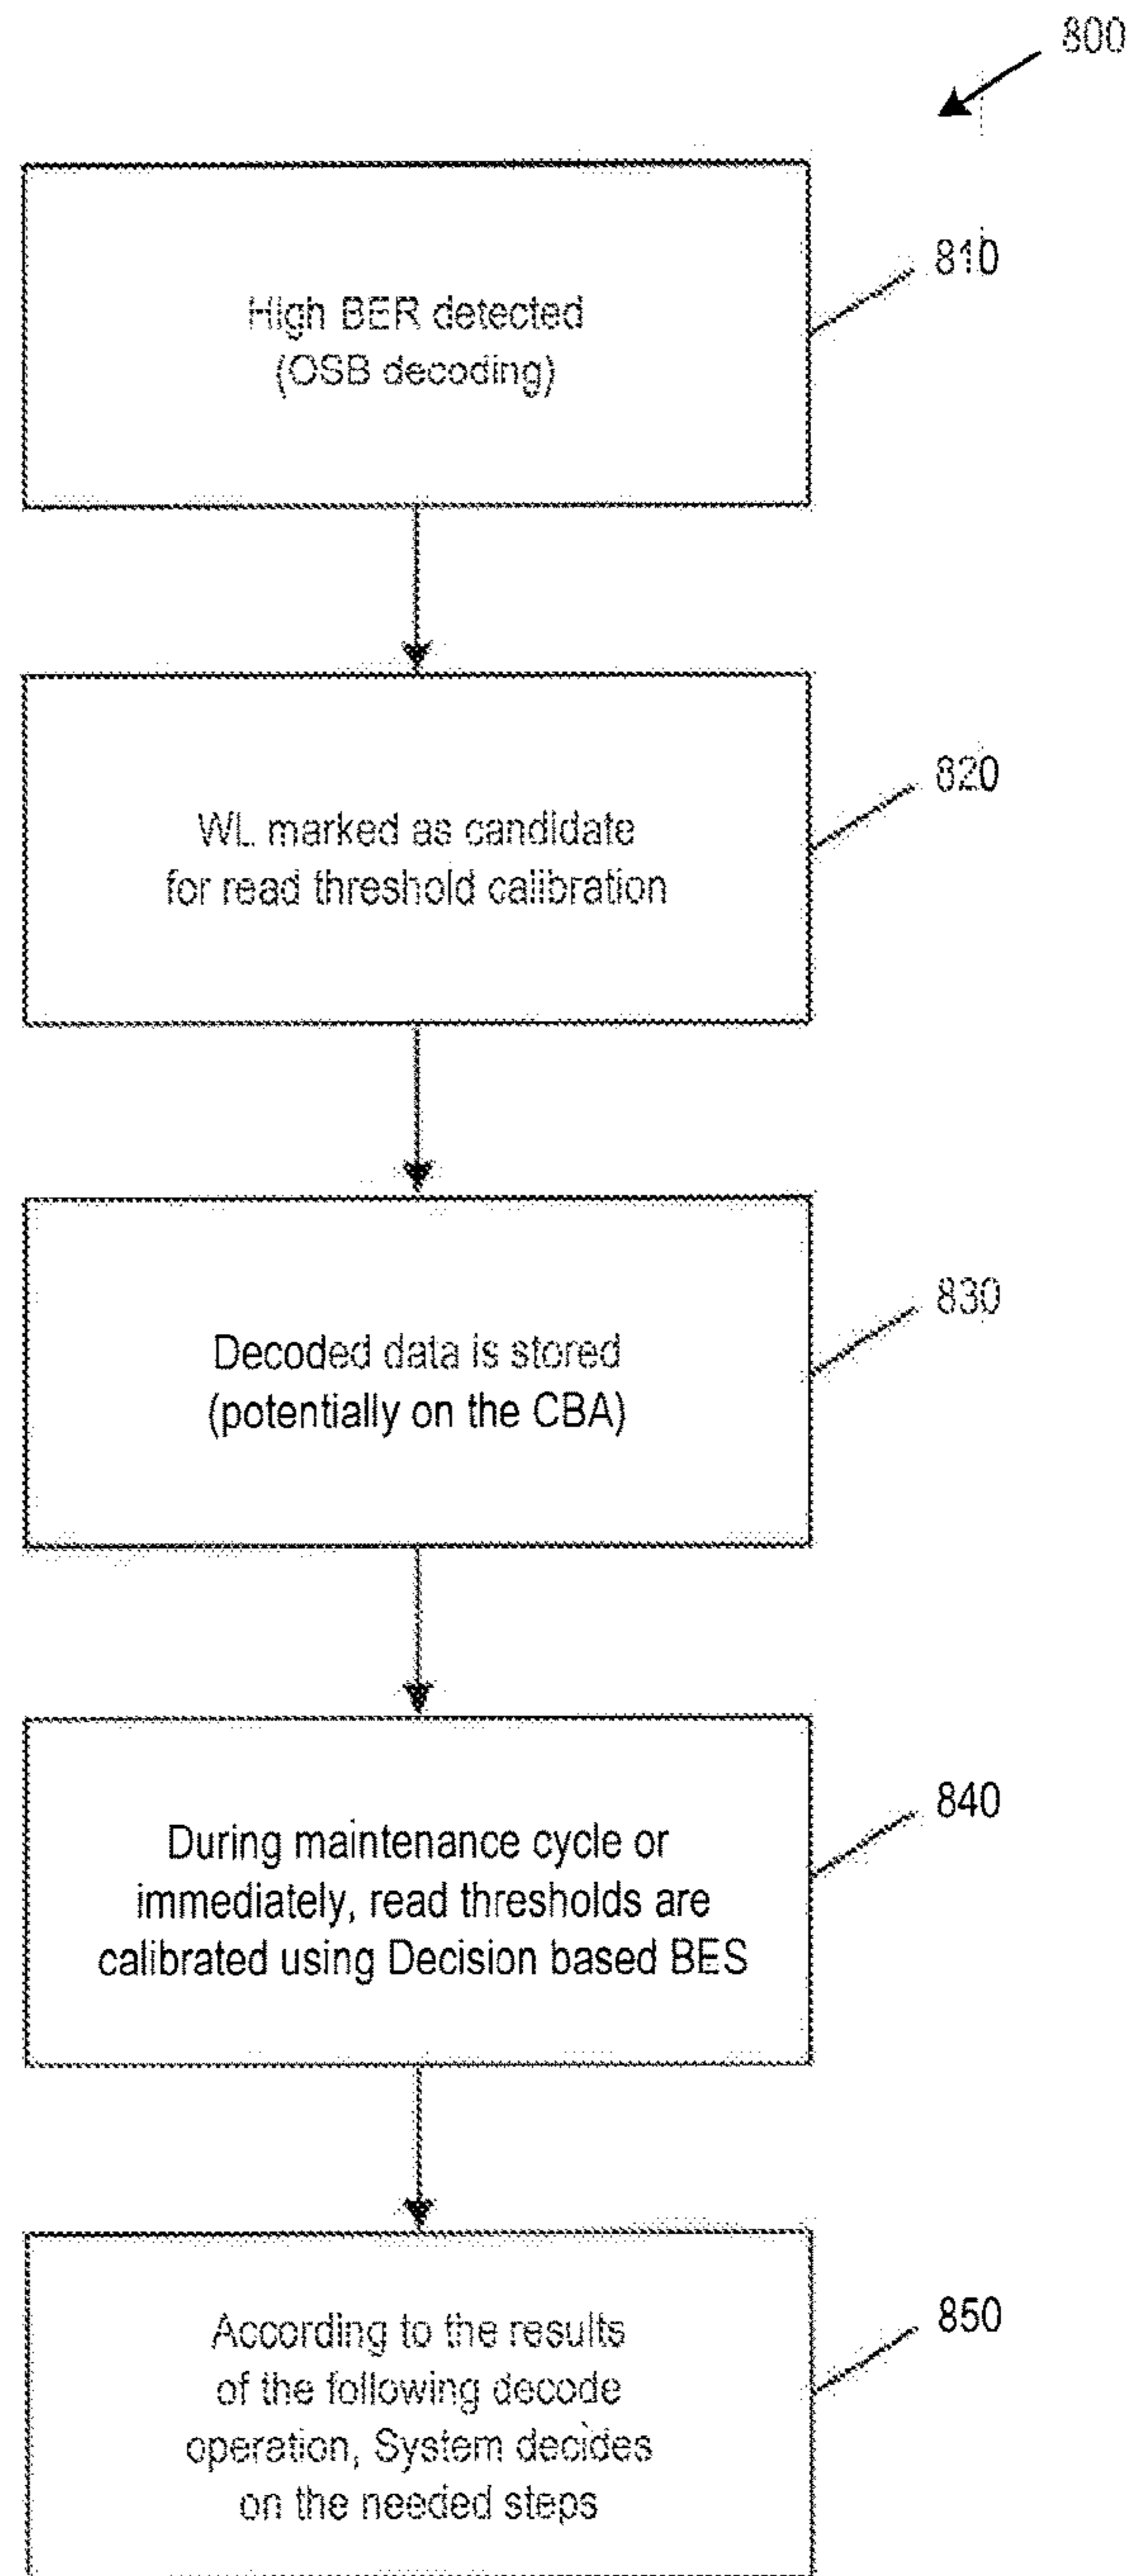 800
810
High BER detected
(OSB decoding)
820
WL marked as candidate
for read threshold calibration
830
Decoded data is stored
(potentially on the CBA)
840
During maintenance cycle or
immediately, read thresholds are
calibrated using Decision based BES
850
According to the results
of the following decode
operation, System decides
on the needed steps